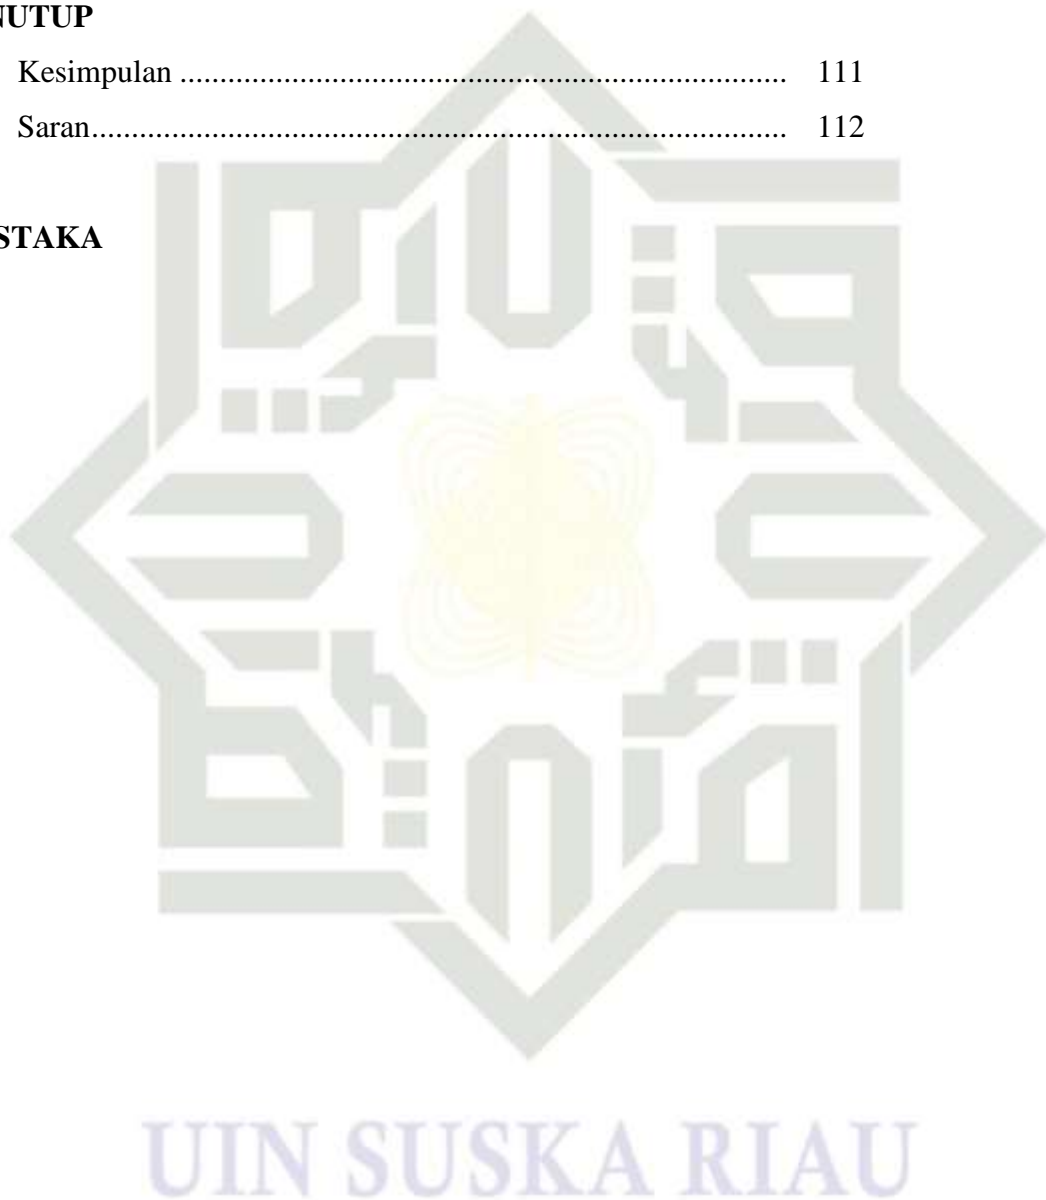 NUTUP
Kesimpulan ........................................................................... 111
Saran...................................................................................... 112
STAKA
UIN SUSKA RIAU